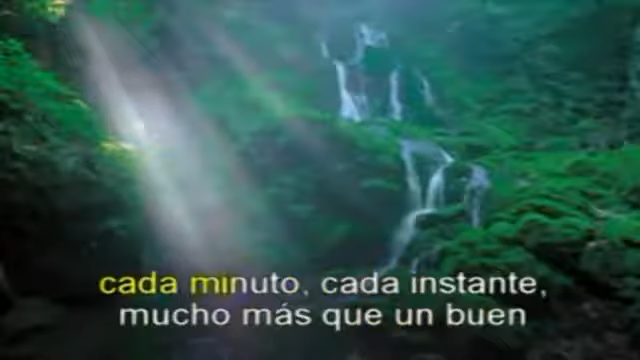 cada minuto, cada instante,
mucho más que un buen